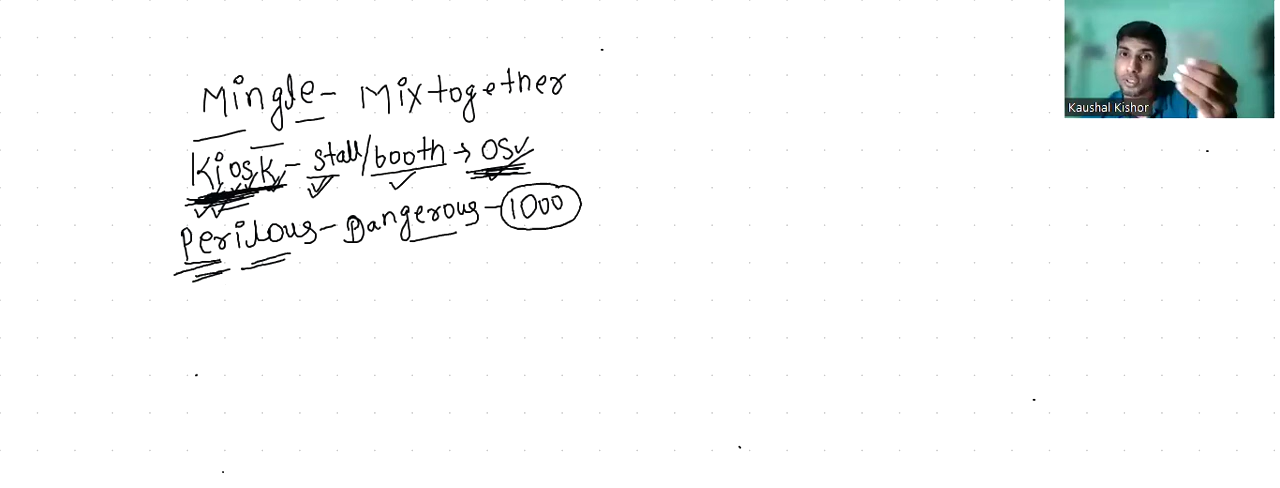 Mingle - Mix together
Kiosk - stall/booth → OS
Perilous - Dangerous - 1000
Kaushal Kishor